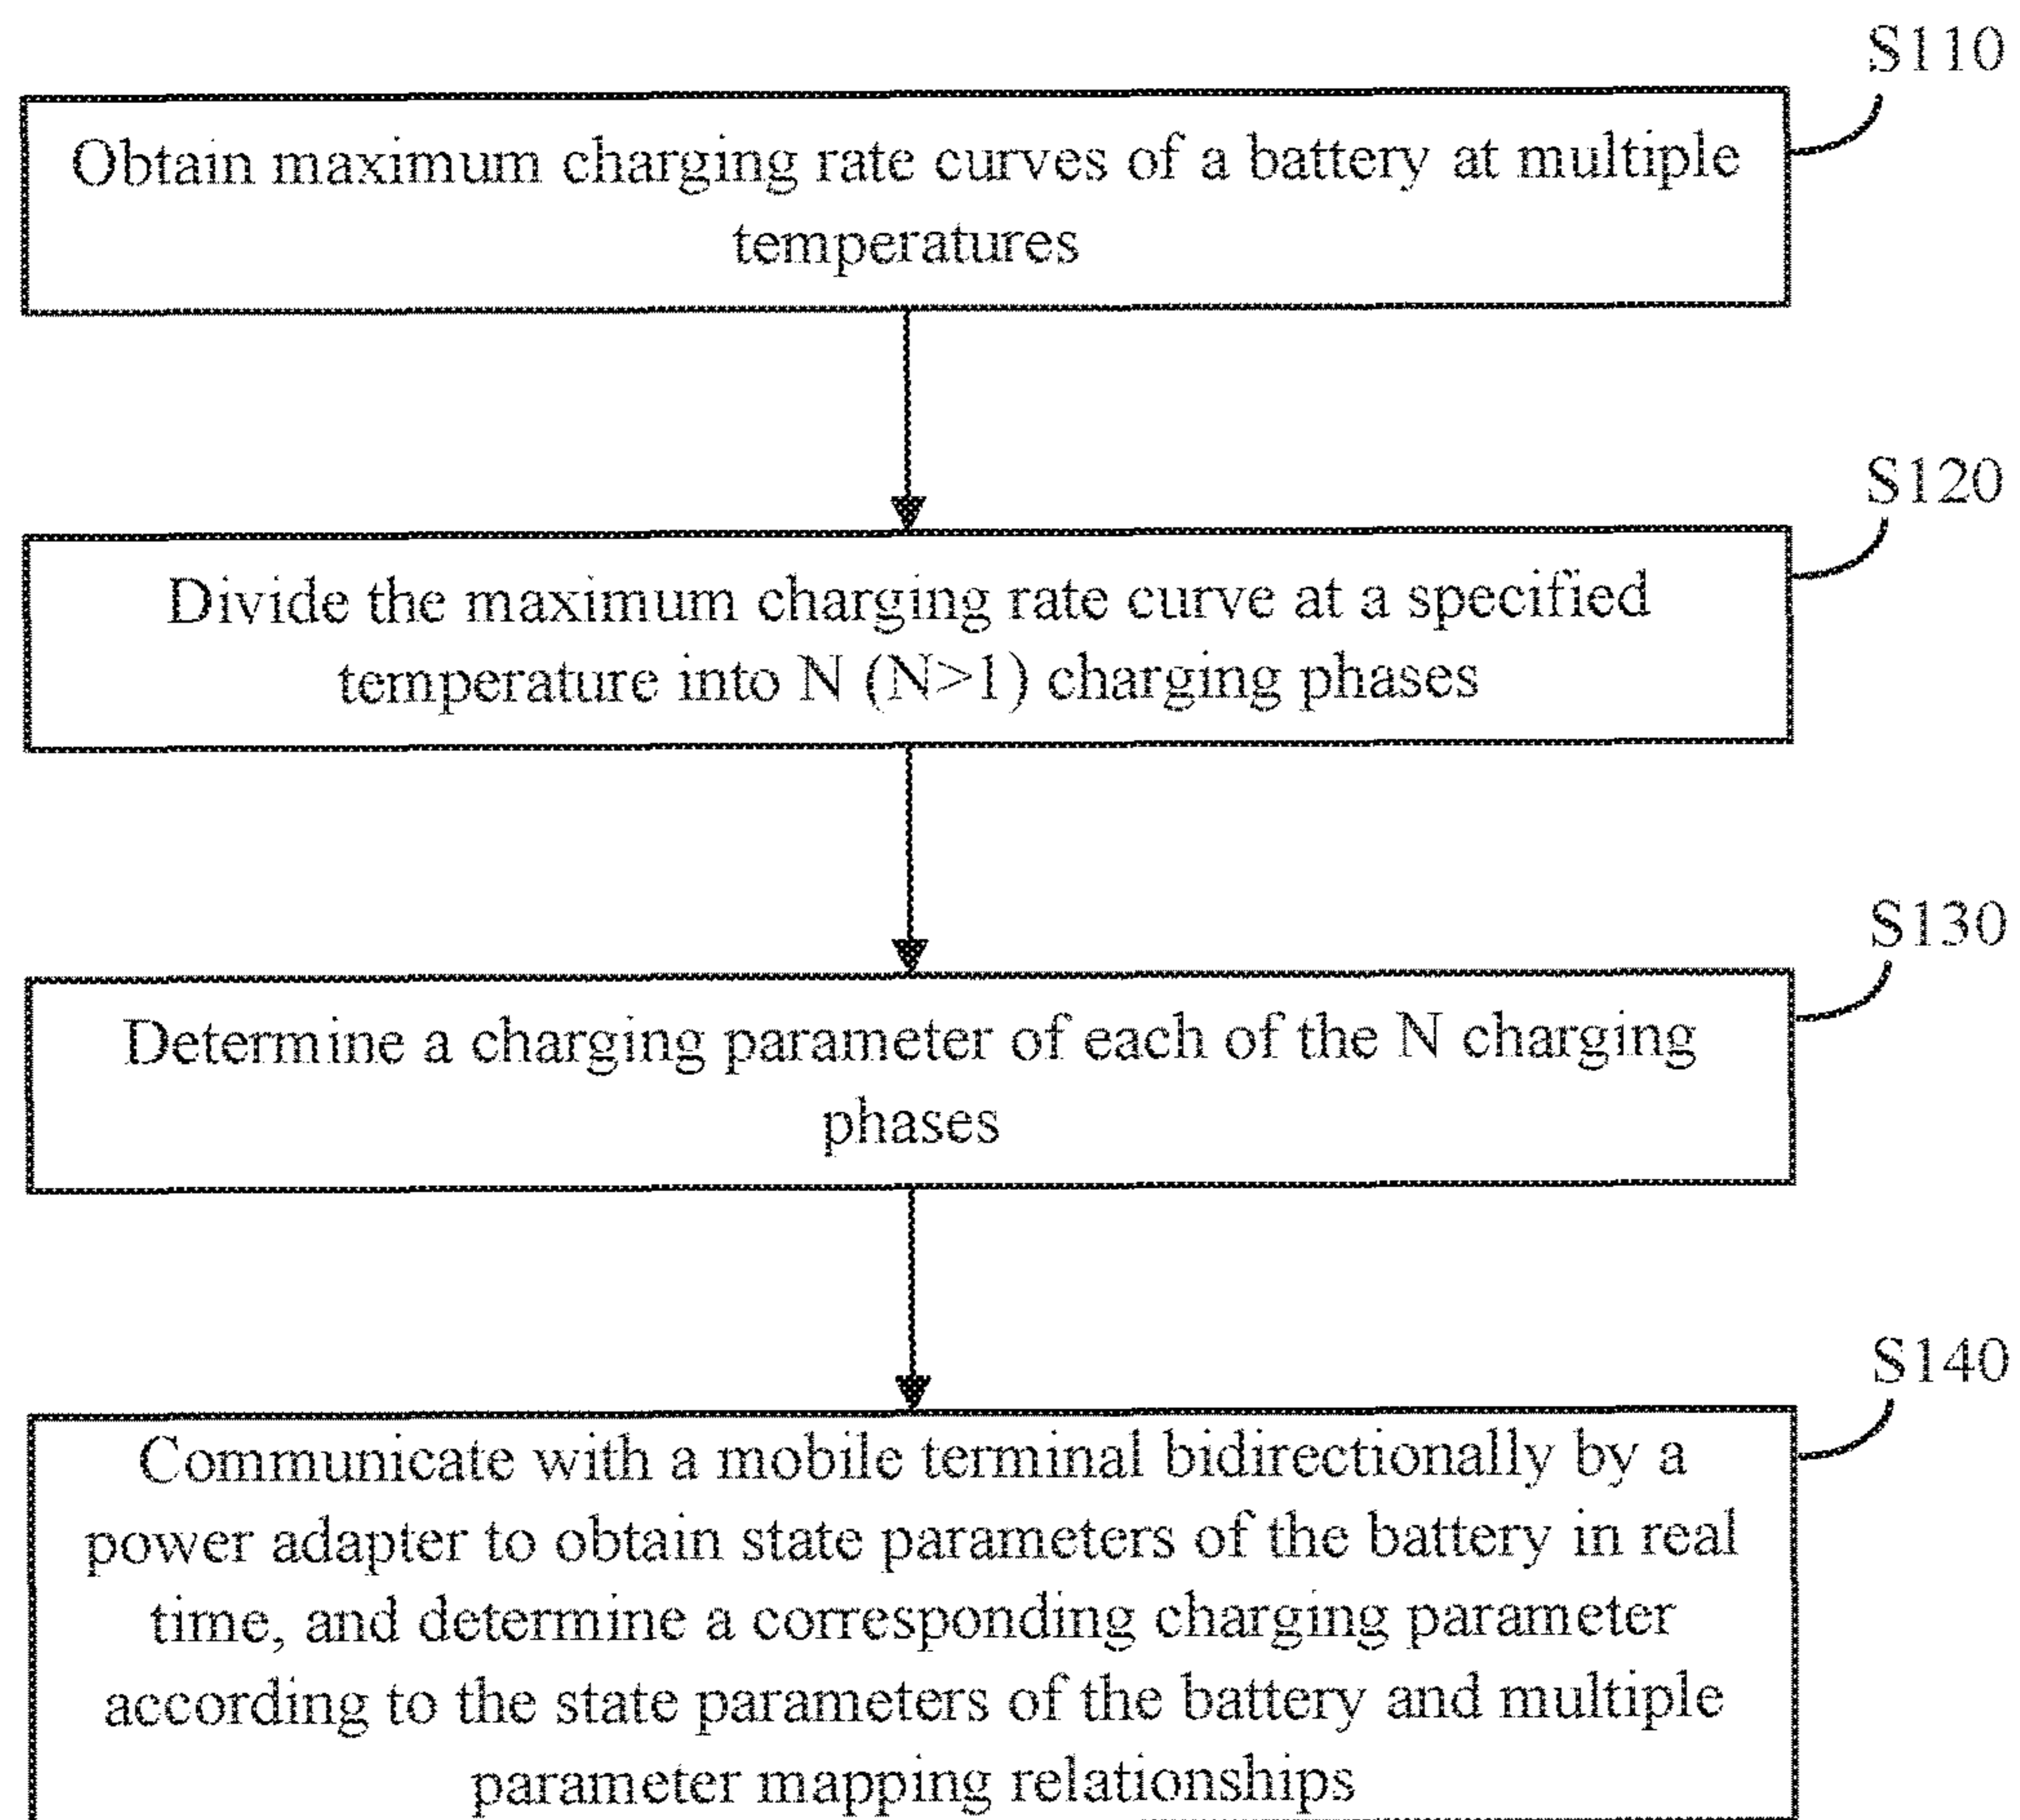 S110
Obtain maximum charging rate curves of a battery at multiple
temperatures
S120
Divide the maximum charging rate curve at a specified
temperature into N (N>1) charging phases
S130
Determine a charging parameter of each of the N charging
phases
S140
Communicate with a mobile terminal bidirectionally by a
power adapter to obtain state parameters of the battery in real
time, and determine a corresponding charging parameter
according to the state parameters of the battery and multiple
parameter mapping relationships